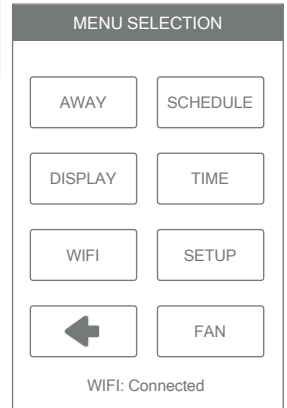 MENU SELECTION
AWAY SCHEDULE
DISPLAY TIME
WIFI SETUP
FAN
WIFI: Connected